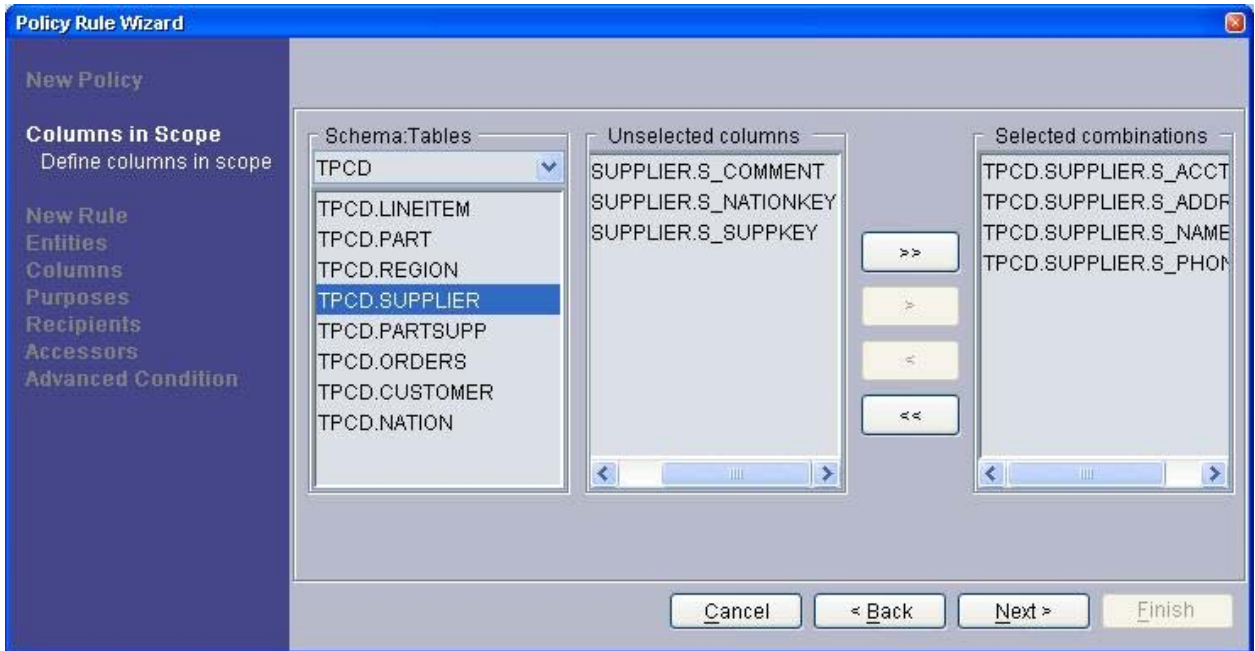 Policy Rule Wizard
New Policy
Columns in Scope
Define columns in scope
New Rule
Entities
Columns
Purposes
Recipients
Accessors
Advanced Condition
Schema:Tables
TPCD
TPCD.LINEITEM
TPCD.PART
TPCD.REGION
TPCD.SUPPLIER
TPCD.PARTSUPP
TPCD.ORDERS
TPCD.CUSTOMER
TPCD.NATION
Unselected columns
SUPPLIER.S_COMMENT
SUPPLIER.S_NATIONKEY
SUPPLIER.S_SUPPKEY
>>
>
<
<<
Selected combinations
TPCD.SUPPLIER.S_ACCT
TPCD.SUPPLIER.S_ADDR
TPCD.SUPPLIER.S_NAME
TPCD.SUPPLIER.S_PHON
Cancel
< Back
Next >
Finish